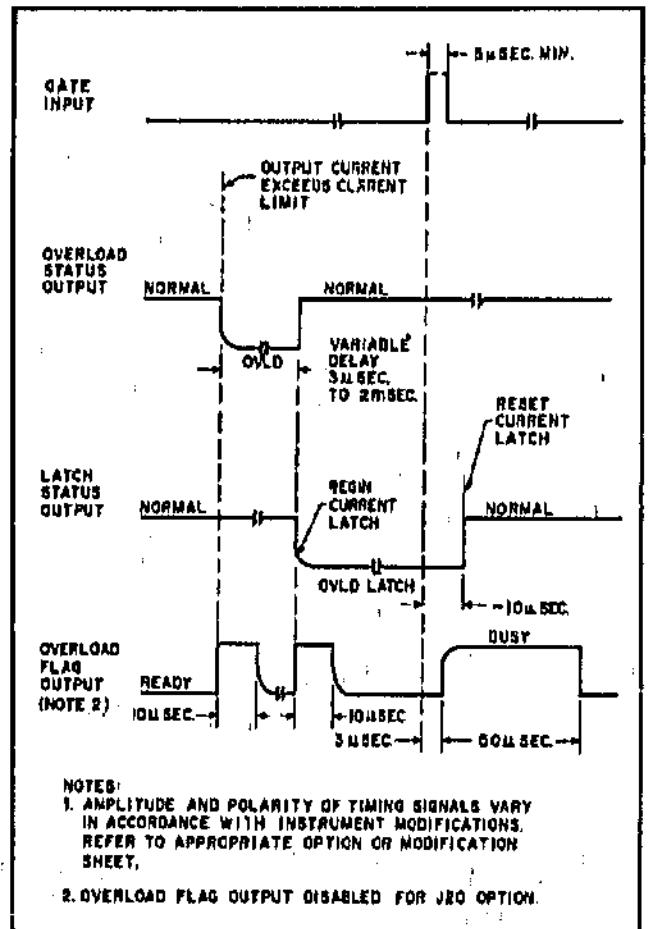 5µSEC. MIN.
GATE
INPUT
OUTPUT CURRENT
EXCEEDS CURRENT
LIMIT
OVERLOAD
STATUS
OUTPUT
NORMAL
NORMAL
OVLD
VARIABLE
DELAY
3µSEC.
TO 2mSEC.
RESET
CURRENT
LATCH
LATCH
STATUS
OUTPUT
NORMAL
BEGIN
CURRENT
LATCH
NORMAL
OVLD LATCH
10µSEC.
OVERLOAD
FLAG
OUTPUT
(NOTE 2)
READY
BUSY
10µSEC.
10µSEC
3µSEC.
60µSEC.
NOTES:
1. AMPLITUDE AND POLARITY OF TIMING SIGNALS VARY
IN ACCORDANCE WITH INSTRUMENT MODIFICATIONS.
REFER TO APPROPRIATE OPTION OR MODIFICATION
SHEET.
2. OVERLOAD FLAG OUTPUT DISABLED FOR J20 OPTION.